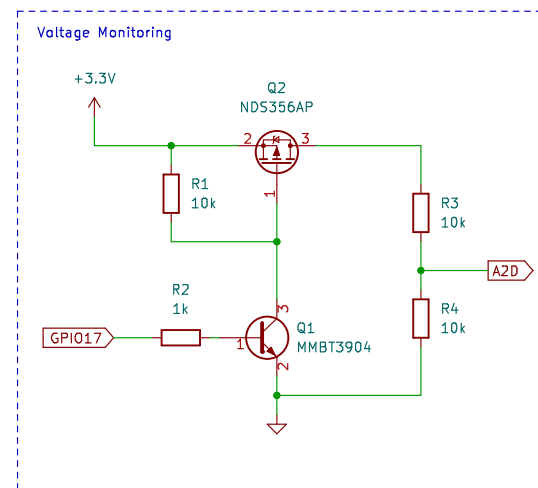 Voltage Monitoring
+3.3V
Q2
NDS356AP
2
3
1
R1
10k
R3
10k
A2D
R2
1k
3
Q1
MMBT3904
GPIO17
1
2
R4
10k